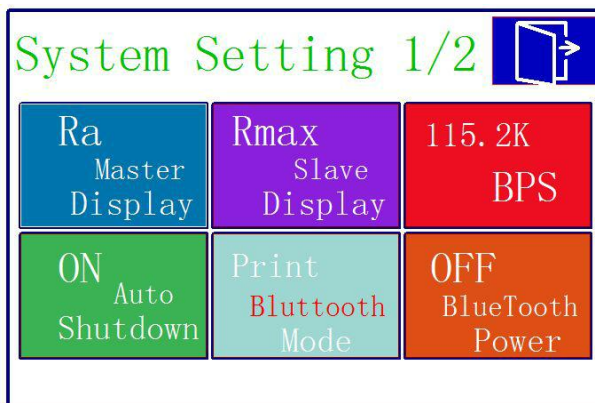 System Setting 1/2
Ra
Master
Display
Rmax
Slave
Display
115.2K
BPS
ON
Auto
Shutdown
Print
Bluttooth
Mode
OFF
BlueTooth
Power